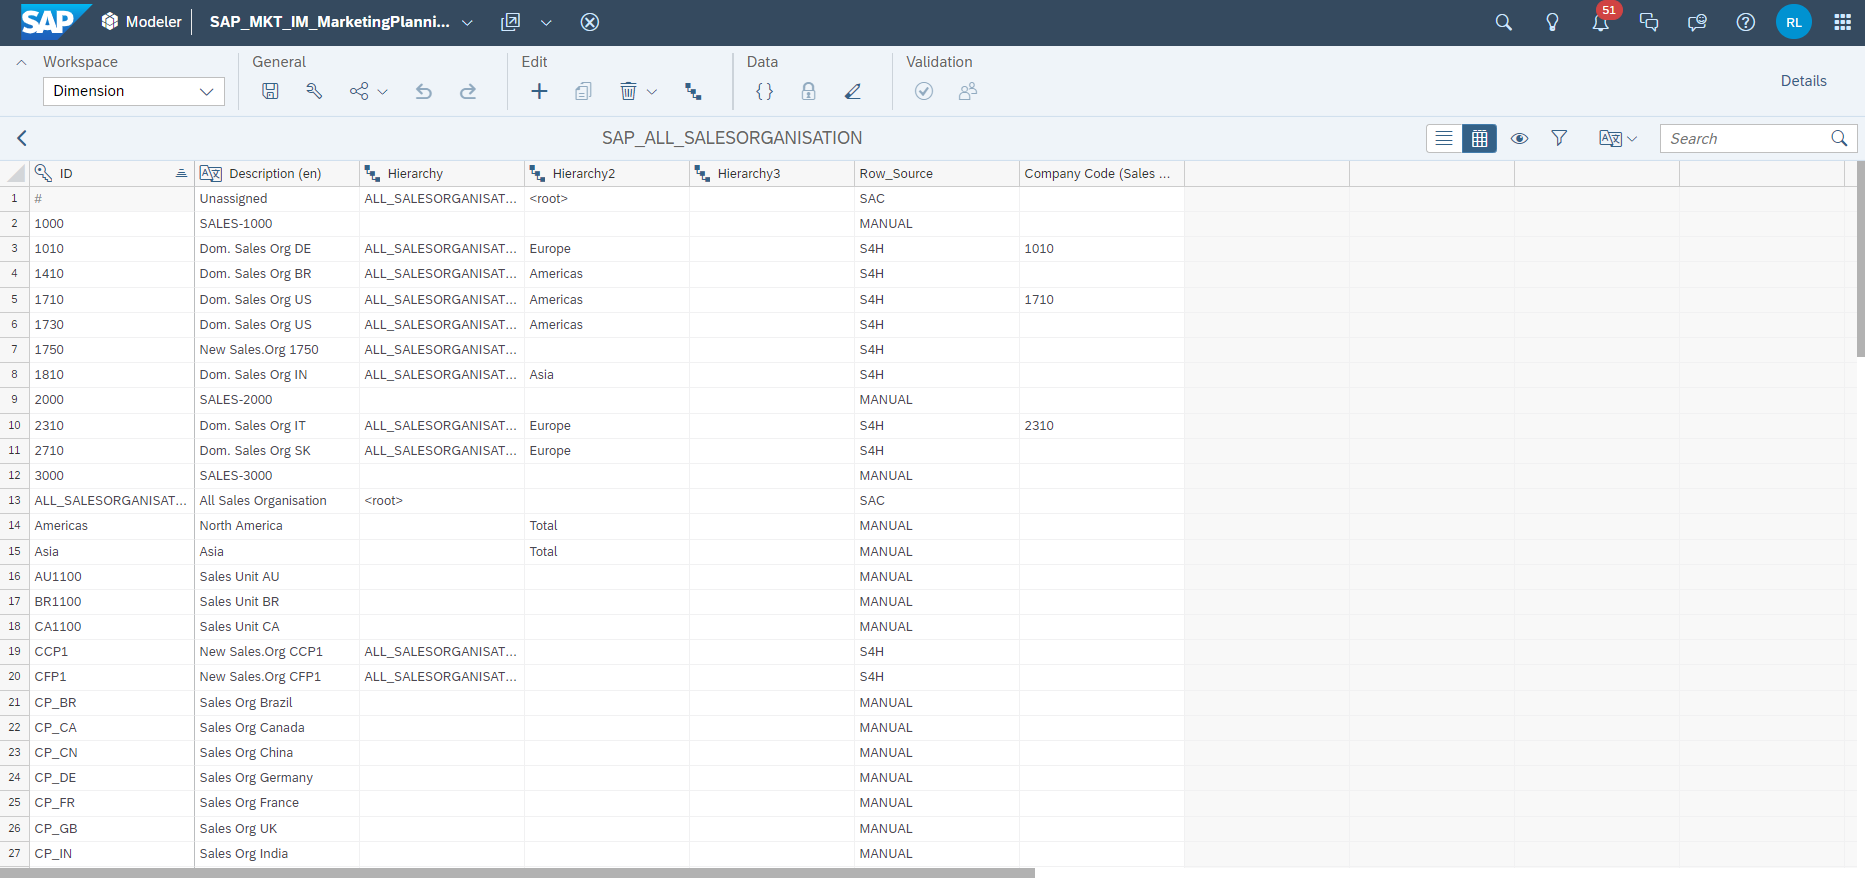 SAP Modeler SAP_MKT_IM_MarketingPlanni... 51 RL
Workspace General Edit Data Validation
Dimension Details
SAP_ALL_SALESORGANISATION Search
ID Description (en) Hierarchy Hierarchy2 Hierarchy3 Row_Source Company Code (Sales ...
1 # Unassigned ALL_SALESORGANISAT... <root> SAC
2 1000 SALES-1000 MANUAL
3 1010 Dom. Sales Org DE ALL_SALESORGANISAT... Europe S4H 1010
4 1410 Dom. Sales Org BR ALL_SALESORGANISAT... Americas S4H
5 1710 Dom. Sales Org US ALL_SALESORGANISAT... Americas S4H 1710
6 1730 Dom. Sales Org US ALL_SALESORGANISAT... Americas S4H
7 1750 New Sales.Org 1750 ALL_SALESORGANISAT... S4H
8 1810 Dom. Sales Org IN ALL_SALESORGANISAT... Asia S4H
9 2000 SALES-2000 MANUAL
10 2310 Dom. Sales Org IT ALL_SALESORGANISAT... Europe S4H 2310
11 2710 Dom. Sales Org SK ALL_SALESORGANISAT... Europe S4H
12 3000 SALES-3000 MANUAL
13 ALL_SALESORGANISAT... All Sales Organisation <root> SAC
14 Americas North America Total MANUAL
15 Asia Asia Total MANUAL
16 AU1100 Sales Unit AU MANUAL
17 BR1100 Sales Unit BR MANUAL
18 CA1100 Sales Unit CA MANUAL
19 CCP1 New Sales.Org CCP1 ALL_SALESORGANISAT... S4H
20 CFP1 New Sales.Org CFP1 ALL_SALESORGANISAT... S4H
21 CP_BR Sales Org Brazil MANUAL
22 CP_CA Sales Org Canada MANUAL
23 CP_CN Sales Org China MANUAL
24 CP_DE Sales Org Germany MANUAL
25 CP_FR Sales Org France MANUAL
26 CP_GB Sales Org UK MANUAL
27 CP_IN Sales Org India MANUAL